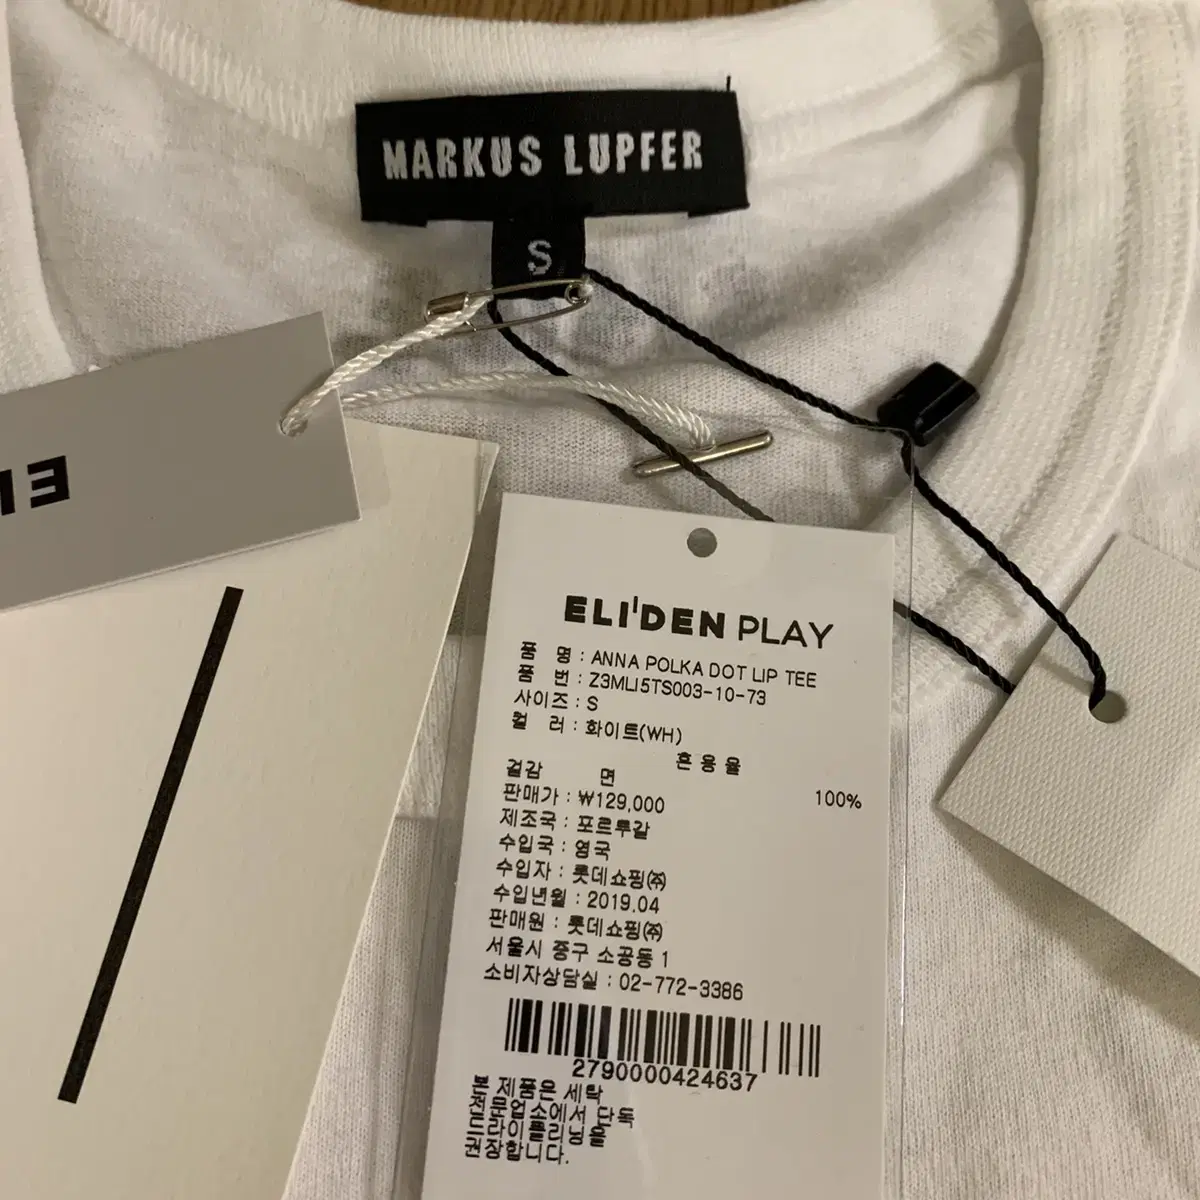 MARKUS LUPFER
S
ELI'DEN PLAY
품 명 : ANNA POLKA DOT LIP TEE
품 번 : Z3MLI5TS003-10-73
사이즈 : S
컬 러 : 화이트(WH)
혼 용 율
겉감 면 100%
판매가 : ₩129,000
제조국 : 포르투갈
수입국 : 영국
수입자 : 롯데쇼핑㈜
수입년월 : 2019.04
판매원 : 롯데쇼핑㈜
서울시 중구 소공동 1
소비자상담실 : 02-772-3386
2790000424637
본 제품은 세탁
전문업소에서 단독
드라이클리닝을
권장합니다.